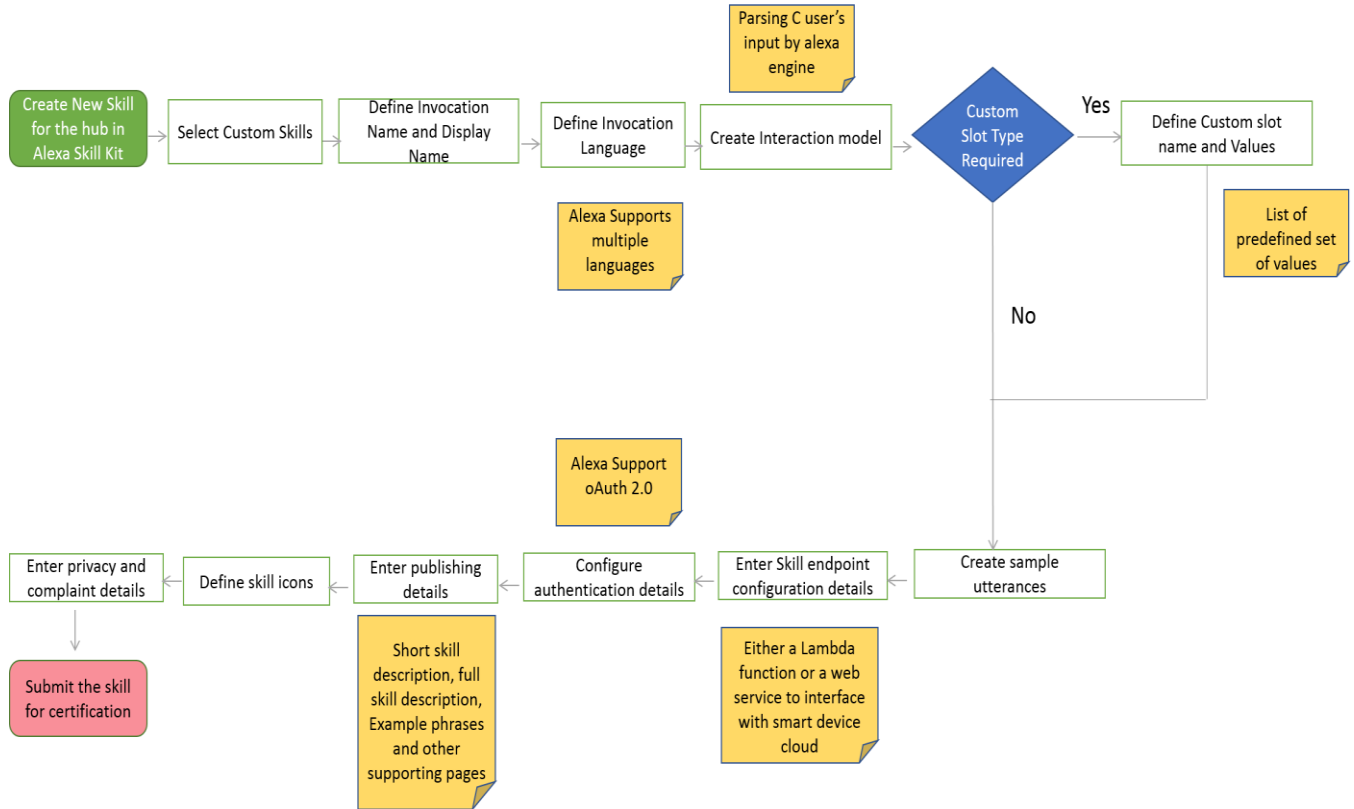 Parsing C user's
input by alexa
engine
Create New Skill
for the hub in
Alexa Skill Kit
Select Custom Skills
Define Invocation
Name and Display
Name
Define Invocation
Language
Create Interaction model
Custom
Slot Type
Required
Yes
Define Custom slot
name and Values
Alexa Supports
multiple
languages
List of
predefined set
of values
No
Alexa Support
oAuth 2.0
Enter privacy and
complaint details
Define skill icons
Enter publishing
details
Configure
authentication details
Enter Skill endpoint
configuration details
Create sample
utterances
Submit the skill
for certification
Short skill
description, full
skill description,
Example phrases
and other
supporting pages
Either a Lambda
function or a web
service to interface
with smart device
cloud